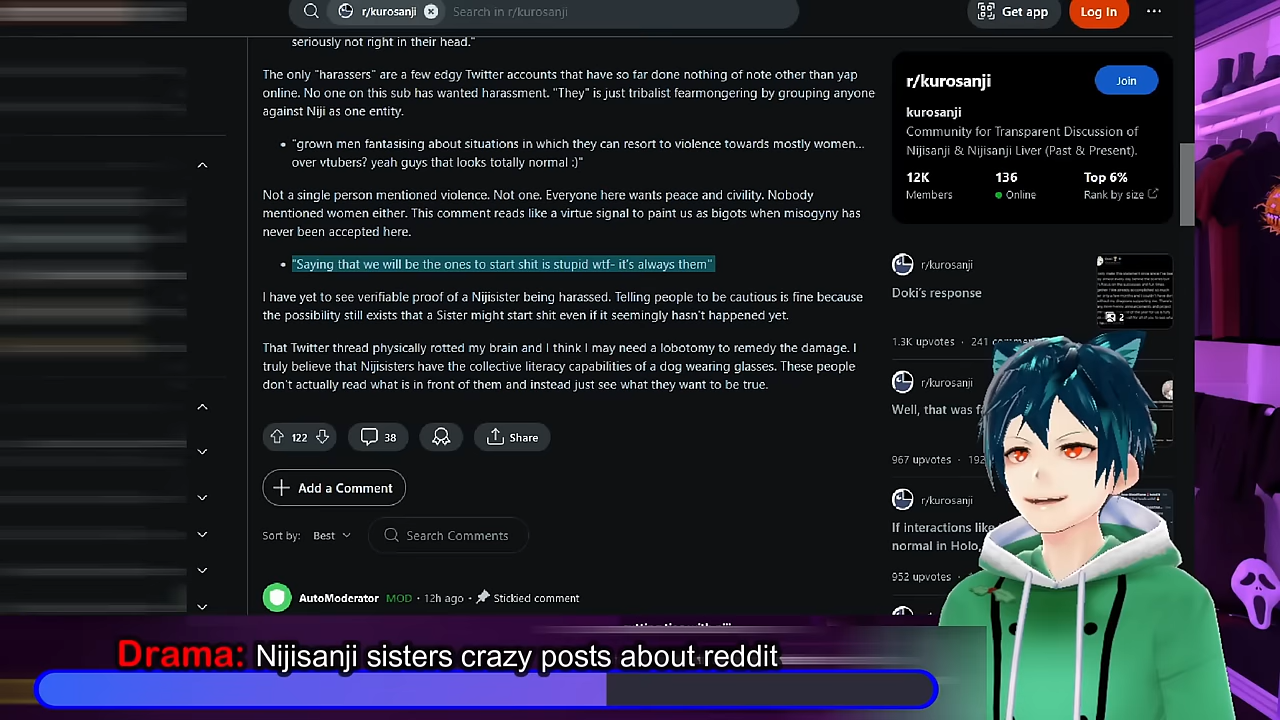 r/kurosanji
Search in r/kurosanji
Get app
Log In
seriously not right in their head."
The only "harassers" are a few edgy Twitter accounts that have so far done nothing of note other than yap
online. No one on this sub has wanted harassment. "They" is just tribalist fearmongering by grouping anyone
against Niji as one entity.
• "grown men fantasising about situations in which they can resort to violence towards mostly women...
over vtubers? yeah guys that looks totally normal :)"
Not a single person mentioned violence. Not one. Everyone here wants peace and civility. Nobody
mentioned women either. This comment reads like a virtue signal to paint us as bigots when misogyny has
never been accepted here.
• "Saying that we will be the ones to start shit is stupid wtf- it's always them"
I have yet to see verifiable of a Nijisister being harassed. Telling people to be cautious is fine because
the possibility still exists that they might start shit even if it seemingly hasn't happened yet.
That Twitter thread physically rotted my brain and I think I may need a lobotomy to remedy the damage. I
truly believe that Nijisisters have the collective literacy capabilities of a dog wearing glasses. These people
don't actually read what is in front of them and instead just see what they want to be true.
122
38
Share
Add a Comment
Sort by: Best
Search Comments
AutoModerator MOD • 12h ago • Stickied comment
r/kurosanji
Join
kurosanji
Community for Transparent Discussion of
Nijisanji & Nijisanji Liver (Past & Present).
12K 136 Top 6%
Members Online Rank by size
r/kurosanji
Doki's response
2
1.3K upvotes • 241
r/kurosanji
Well, that was
967 upvotes •
r/kurosanji
If interactions like
normal in Holo,
952 upvotes
Drama: Nijisanji sisters crazy posts about reddit